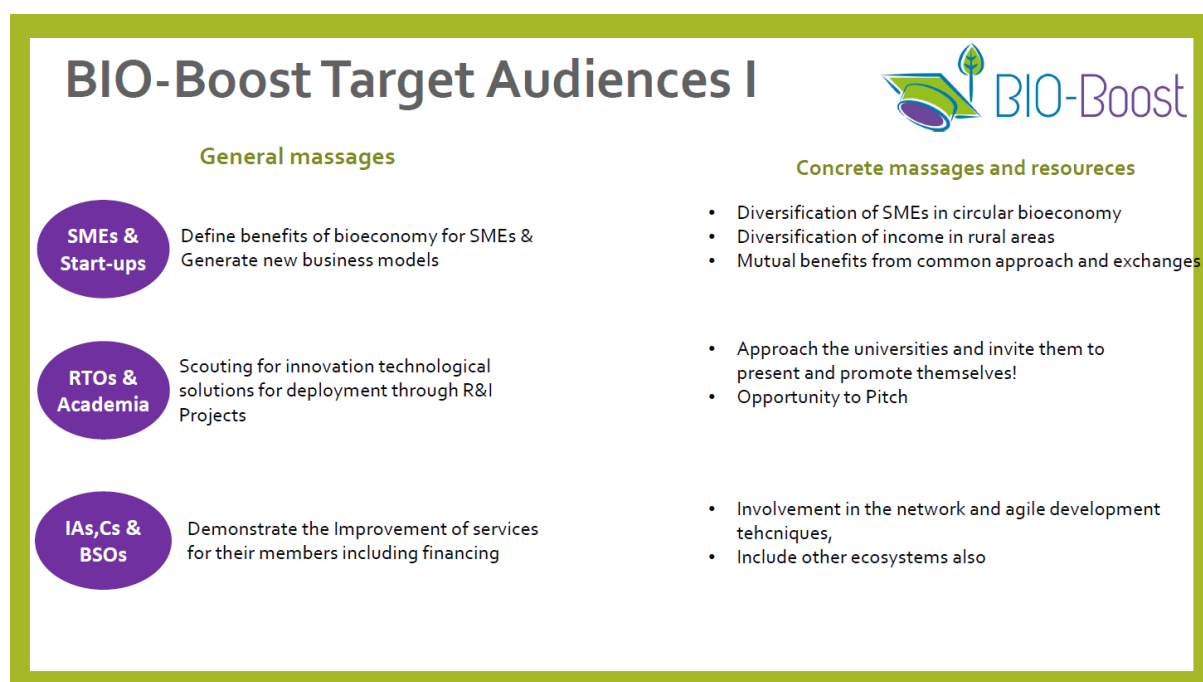 BIO-Boost Target Audiences I
BIO-Boost
General massages
Concrete massages and resoureces
SMEs &
Start-ups
Define benefits of bioeconomy for SMEs &
Generate new business models
• Diversification of SMEs in circular bioeconomy
• Diversification of income in rural areas
• Mutual benefits from common approach and exchanges
RTOs &
Academia
Scouting for innovation technological
solutions for deployment through R&I
Projects
• Approach the universities and invite them to
present and promote themselves!
• Opportunity to Pitch
IAs,Cs &
BSOs
Demonstrate the Improvement of services
for their members including financing
• Involvement in the network and agile development
tehcniques,
• Include other ecosystems also